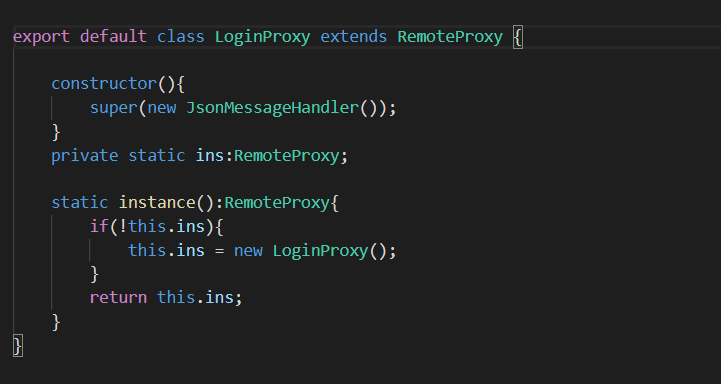 export default class LoginProxy extends RemoteProxy {
constructor(){
super(new JsonMessageHandler());
}
private static ins:RemoteProxy;
static instance():RemoteProxy{
if(!this.ins){
this.ins = new LoginProxy();
}
return this.ins;
}
}